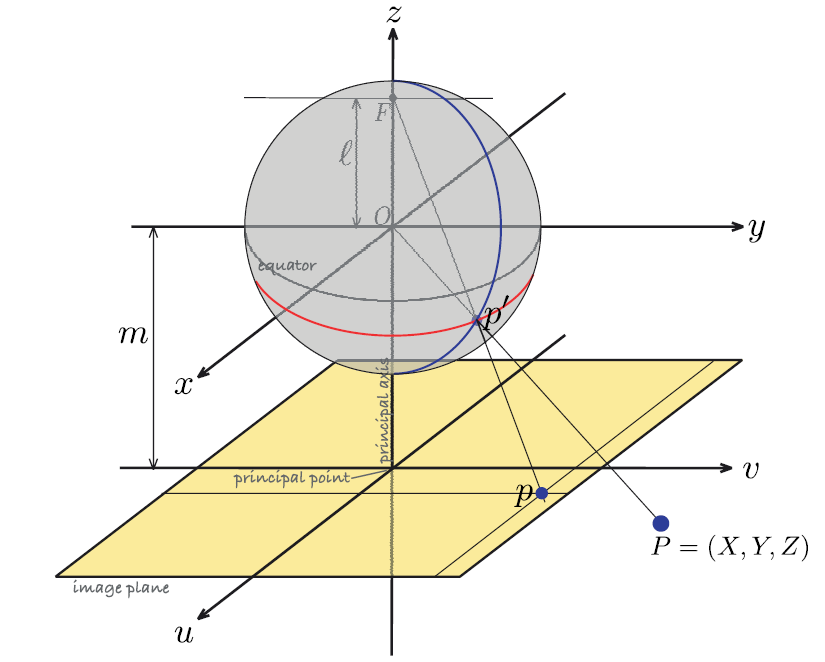 z
F
ℓ
O
y
equator
p′
m
x
principal axis
principal point
v
p
P = (X, Y, Z)
image plane
u